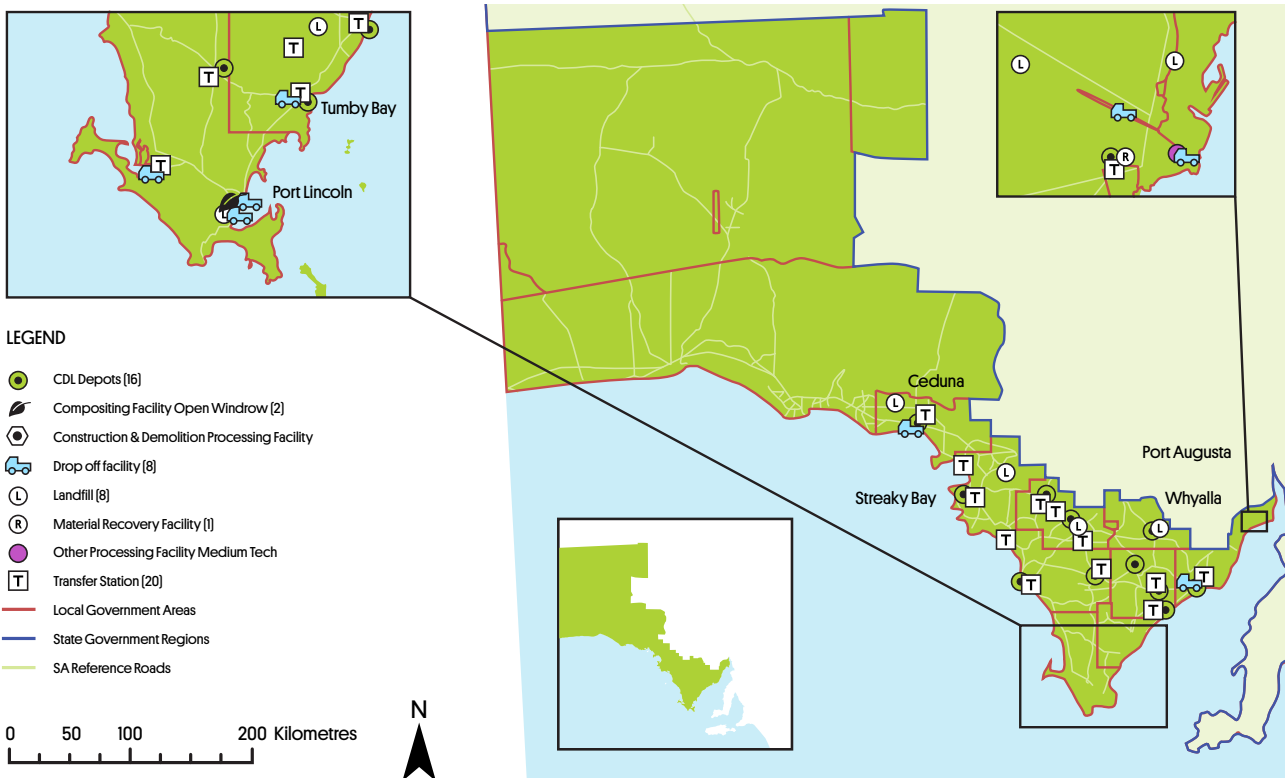 T
L
T
T
T
T
Tumby Bay
T
Port Lincoln
L
L
R
T
LEGEND
CDL Depots (16)
Compositing Facility Open Windrow (2)
Construction & Demolition Processing Facility
Drop off facility (8)
L Landfill (8)
R Material Recovery Facility (1)
Other Processing Facility Medium Tech
T Transfer Station (20)
Local Government Areas
State Government Regions
SA Reference Roads
0 50 100 200 Kilometres
N
Ceduna
L
T
Port Augusta
T
L
Streaky Bay
T
Whyalla
T
T
L
L
T
T
T
T
T
T
T